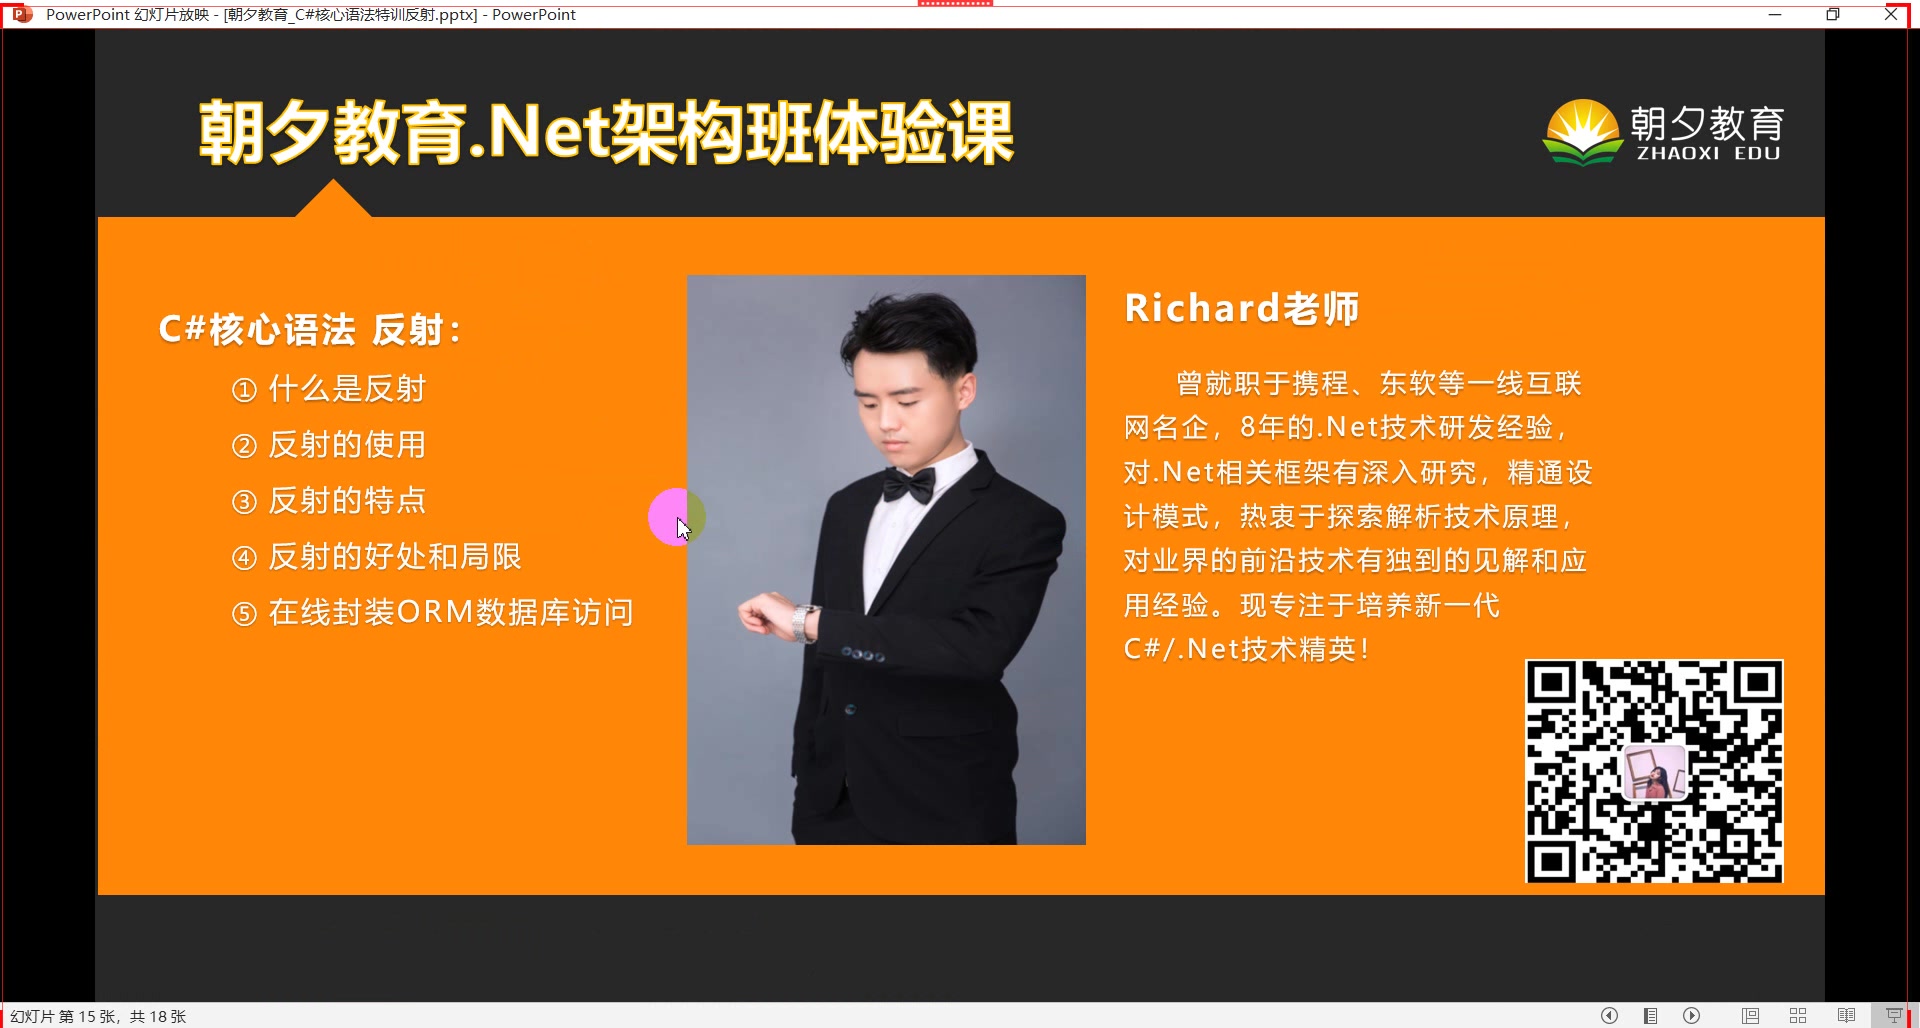 PowerPoint 幻灯片放映 - [朝夕教育_C#核心语法特训反射.pptx] - PowerPoint
朝夕教育.Net架构班体验课
朝夕教育
ZHAOXI EDU
C#核心语法 反射：
① 什么是反射
② 反射的使用
③ 反射的特点
④ 反射的好处和局限
⑤ 在线封装ORM数据库访问
Richard老师
曾就职于携程、东软等一线互联
网名企，8年的.Net技术研发经验，
对.Net相关框架有深入研究，精通设
计模式，热衷于探索解析技术原理，
对业界的前沿技术有独到的见解和应
用经验。现专注于培养新一代
C#/.Net技术精英！
幻灯片 第 15 张，共 18 张